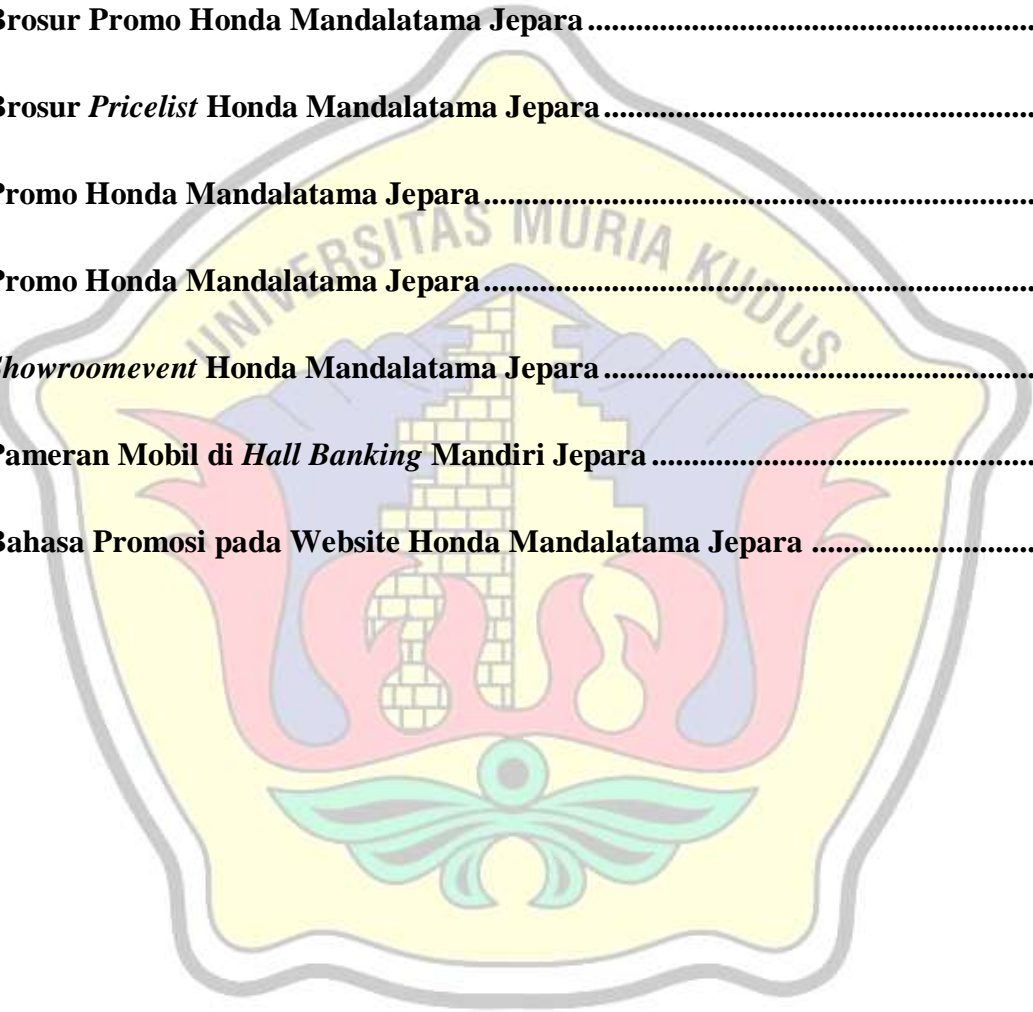 Brosur Promo Honda Mandalatama Jepara ........................................................
Brosur Pricelist Honda Mandalatama Jepara ......................................................
Promo Honda Mandalatama Jepara ......................................................................
Promo Honda Mandalatama Jepara ......................................................................
UNIVERSITAS MURIA KUDUS
Showroomevent Honda Mandalatama Jepara ......................................................
Pameran Mobil di Hall Banking Mandiri Jepara ................................................
Bahasa Promosi pada Website Honda Mandalatama Jepara ................................